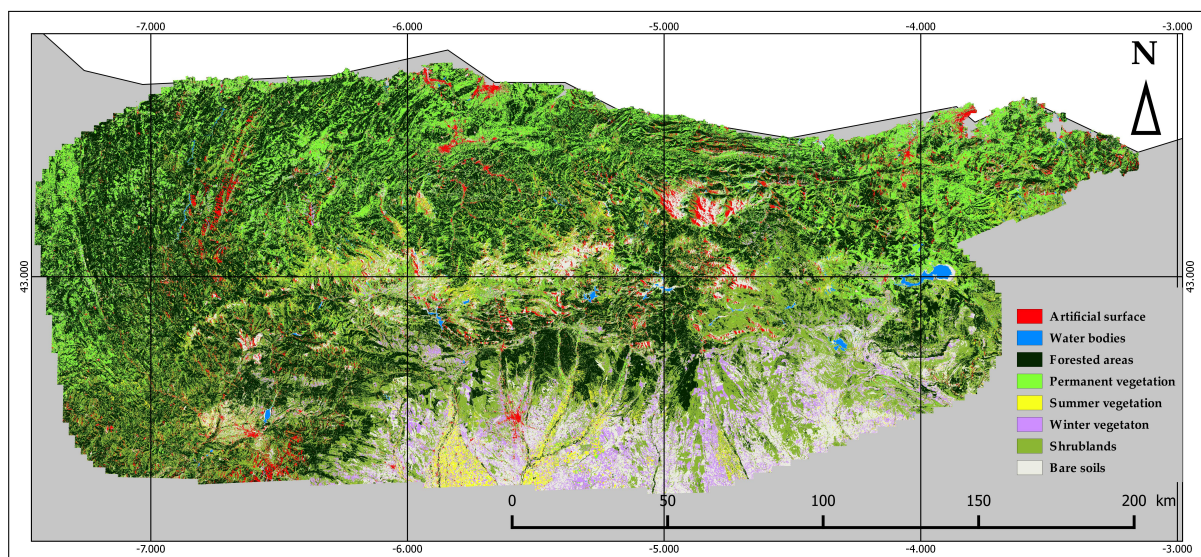 -7.000 -6.000 -5.000 -4.000 -3.000
N
43.000 43.000
Artificial surface
Water bodies
Forested areas
Permanent vegetation
Summer vegetation
Winter vegetaton
Shrublands
Bare soils
0 50 100 150 200 km
-7.000 -6.000 -5.000 -4.000 -3.000